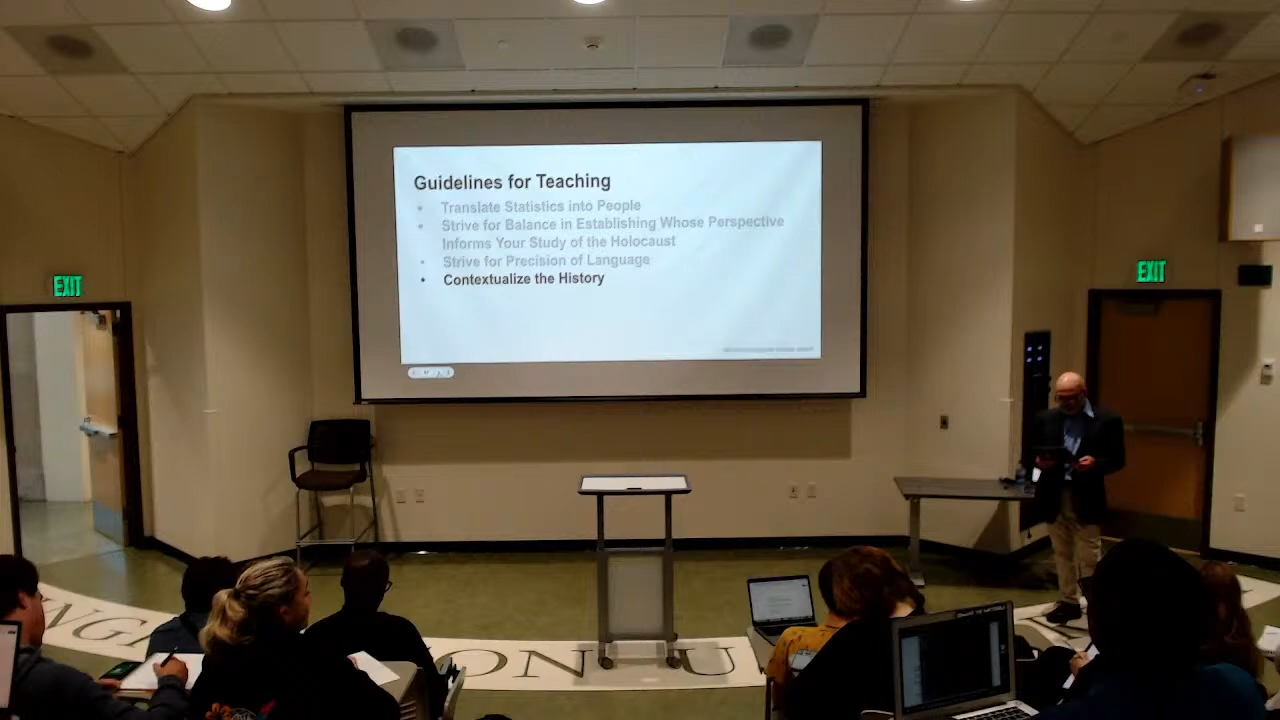 Guidelines for Teaching
• Translate Statistics into People
• Strive for Balance in Establishing Whose Perspective
Informs Your Study of the Holocaust
• Strive for Precision of Language
• Contextualize the History
EXIT
EXIT
ON
U